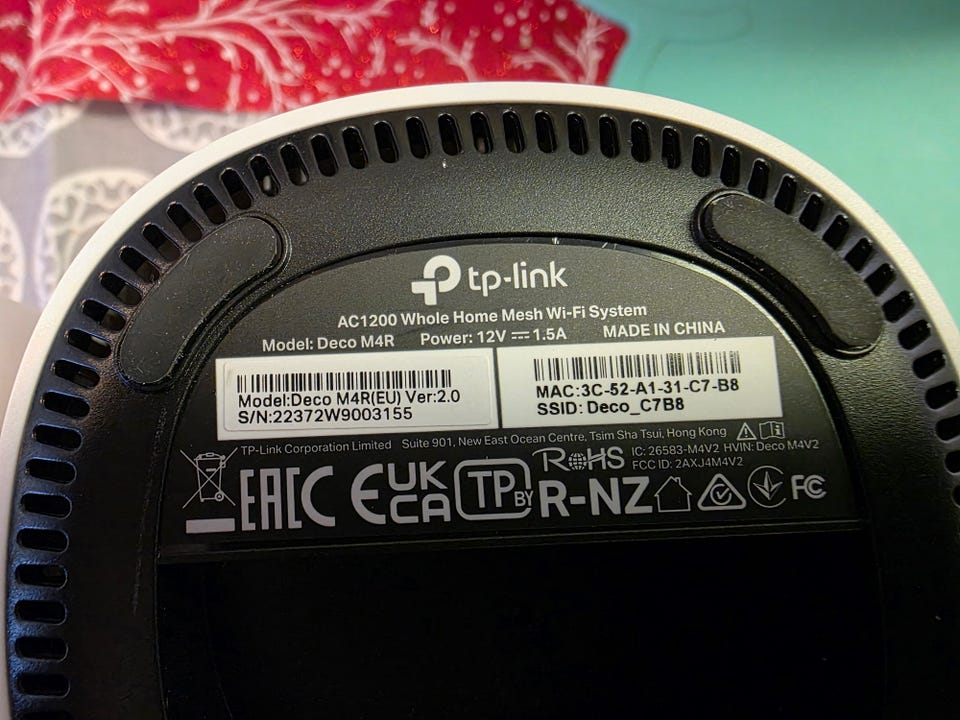 tp-link
AC1200 Whole Home Mesh Wi-Fi System
Model: Deco M4R Power: 12V ⎓ 1.5A MADE IN CHINA
Model:Deco M4R(EU) Ver:2.0
S/N:22372W9003155
MAC:3C-52-A1-31-C7-B8
SSID: Deco_C7B8
TP-Link Corporation Limited Suite 901, New East Ocean Centre, Tsim Sha Tsui, Hong Kong
IC: 26583-M4V2 HVIN: Deco M4V2
FCC ID: 2AXJ4M4V2
RoHS
EAC CE UKCA TP BY R-NZ FC